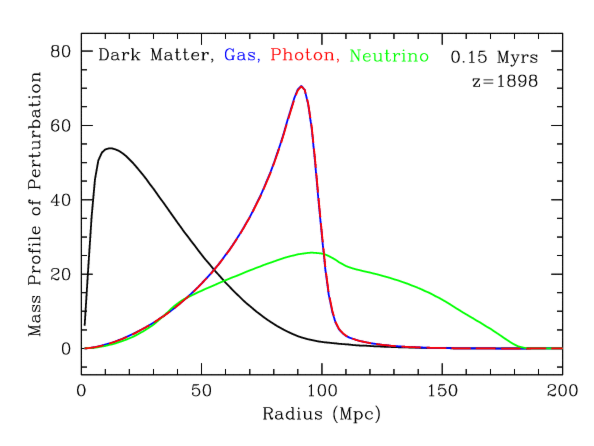 Dark Matter, Gas, Photon, Neutrino 0.15 Myrs
z=1898
80
60
40
20
0
Mass Profile of Perturbation
0 50 100 150 200
Radius (Mpc)